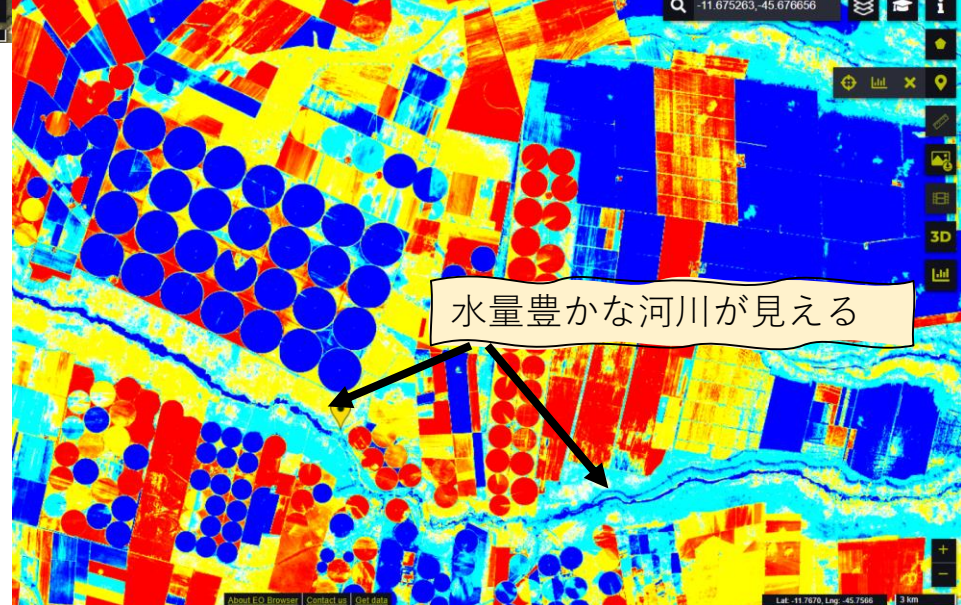 -11.675263,-45.676656
i
3D
水量豊かな河川が見える
+
−
About EO Browser | Contact us | Get data
Lat: -11.7670, Lng: -45.7566
3 km